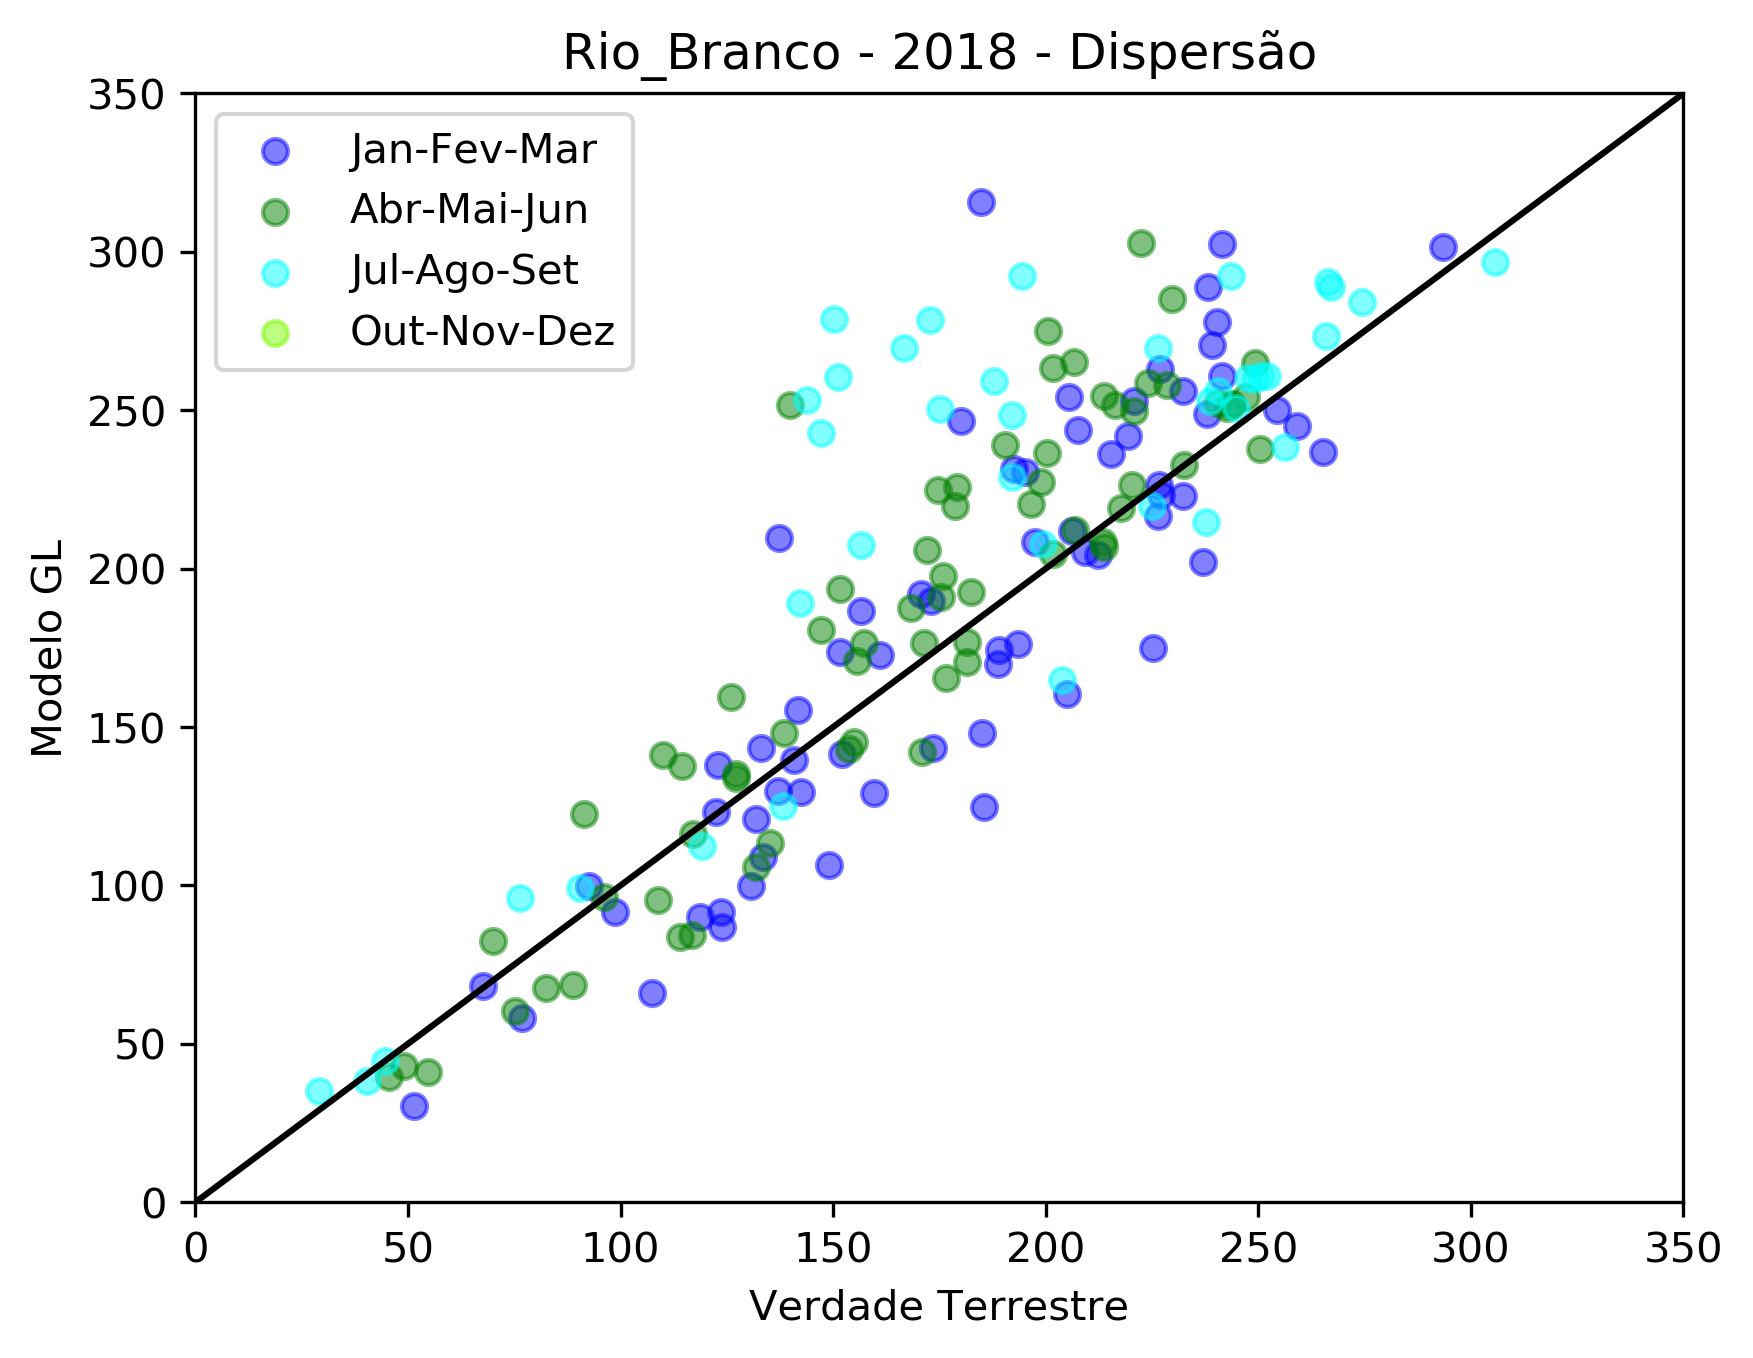 Rio_Branco - 2018 - Dispersão
350
300
250
200
150
100
50
0
Modelo GL
Jan-Fev-Mar
Abr-Mai-Jun
Jul-Ago-Set
Out-Nov-Dez
0 50 100 150 200 250 300 350
Verdade Terrestre